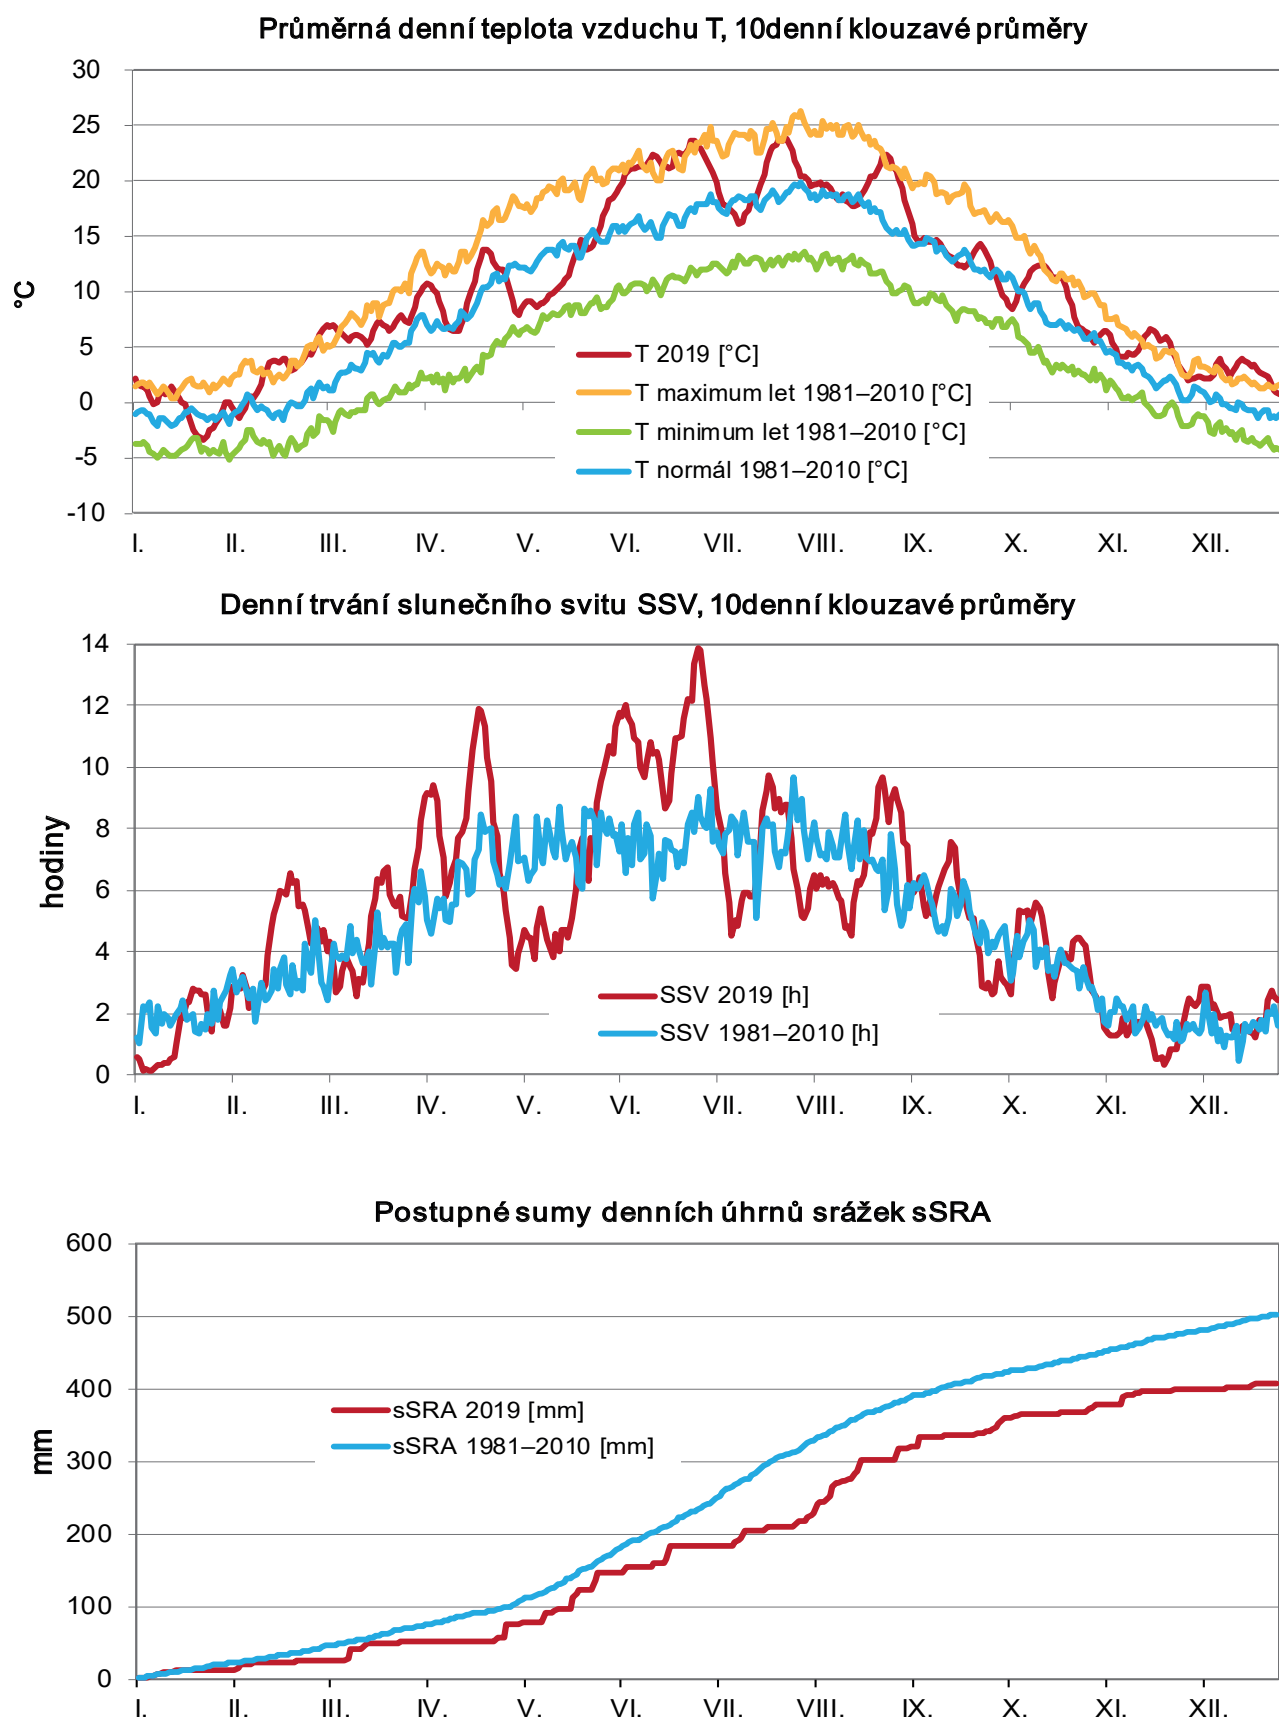 Průměrná denní teplota vzduchu T, 10denní klouzavé průměry
30
25
20
15
10
5
0
-5
-10
°C
T 2019 [°C]
T maximum let 1981–2010 [°C]
T minimum let 1981–2010 [°C]
T normál 1981–2010 [°C]
I. II. III. IV. V. VI. VII. VIII. IX. X. XI. XII.
Denní trvání slunečního svitu SSV, 10denní klouzavé průměry
14
12
10
8
6
4
2
0
hodiny
SSV 2019 [h]
SSV 1981–2010 [h]
I. II. III. IV. V. VI. VII. VIII. IX. X. XI. XII.
Postupné sumy denních úhrnů srážek sSRA
600
500
400
300
200
100
0
mm
sSRA 2019 [mm]
sSRA 1981–2010 [mm]
I. II. III. IV. V. VI. VII. VIII. IX. X. XI. XII.